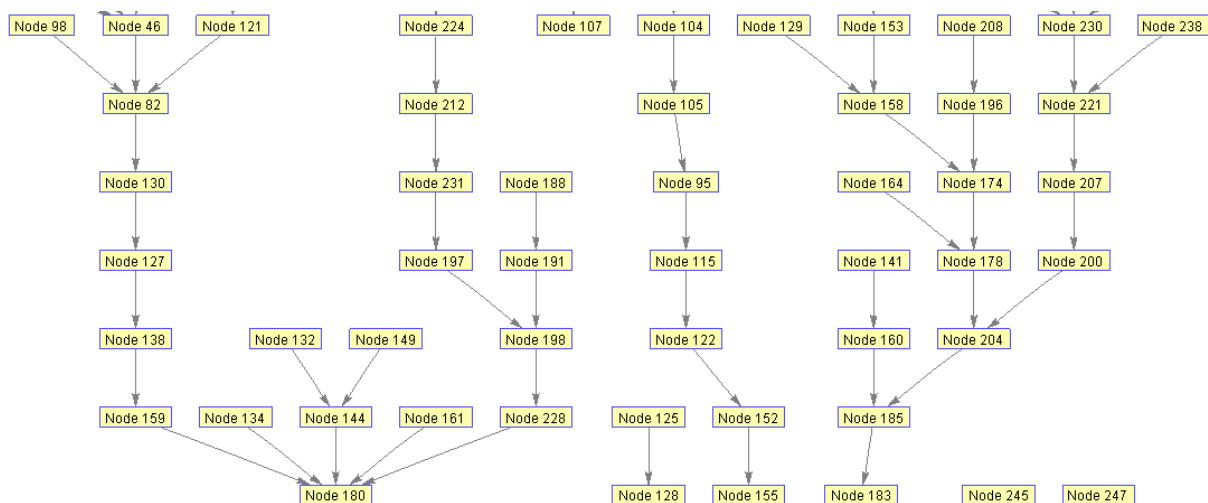 Node 98 Node 46 Node 121 Node 224 Node 107 Node 104 Node 129 Node 153 Node 208 Node 230 Node 238
Node 82 Node 212 Node 105 Node 158 Node 196 Node 221
Node 130 Node 231 Node 188 Node 95 Node 164 Node 174 Node 207
Node 127 Node 197 Node 191 Node 115 Node 141 Node 178 Node 200
Node 138 Node 132 Node 149 Node 198 Node 122 Node 160 Node 204
Node 159 Node 134 Node 144 Node 161 Node 228 Node 125 Node 152 Node 185
Node 180 Node 128 Node 155 Node 183 Node 245 Node 247